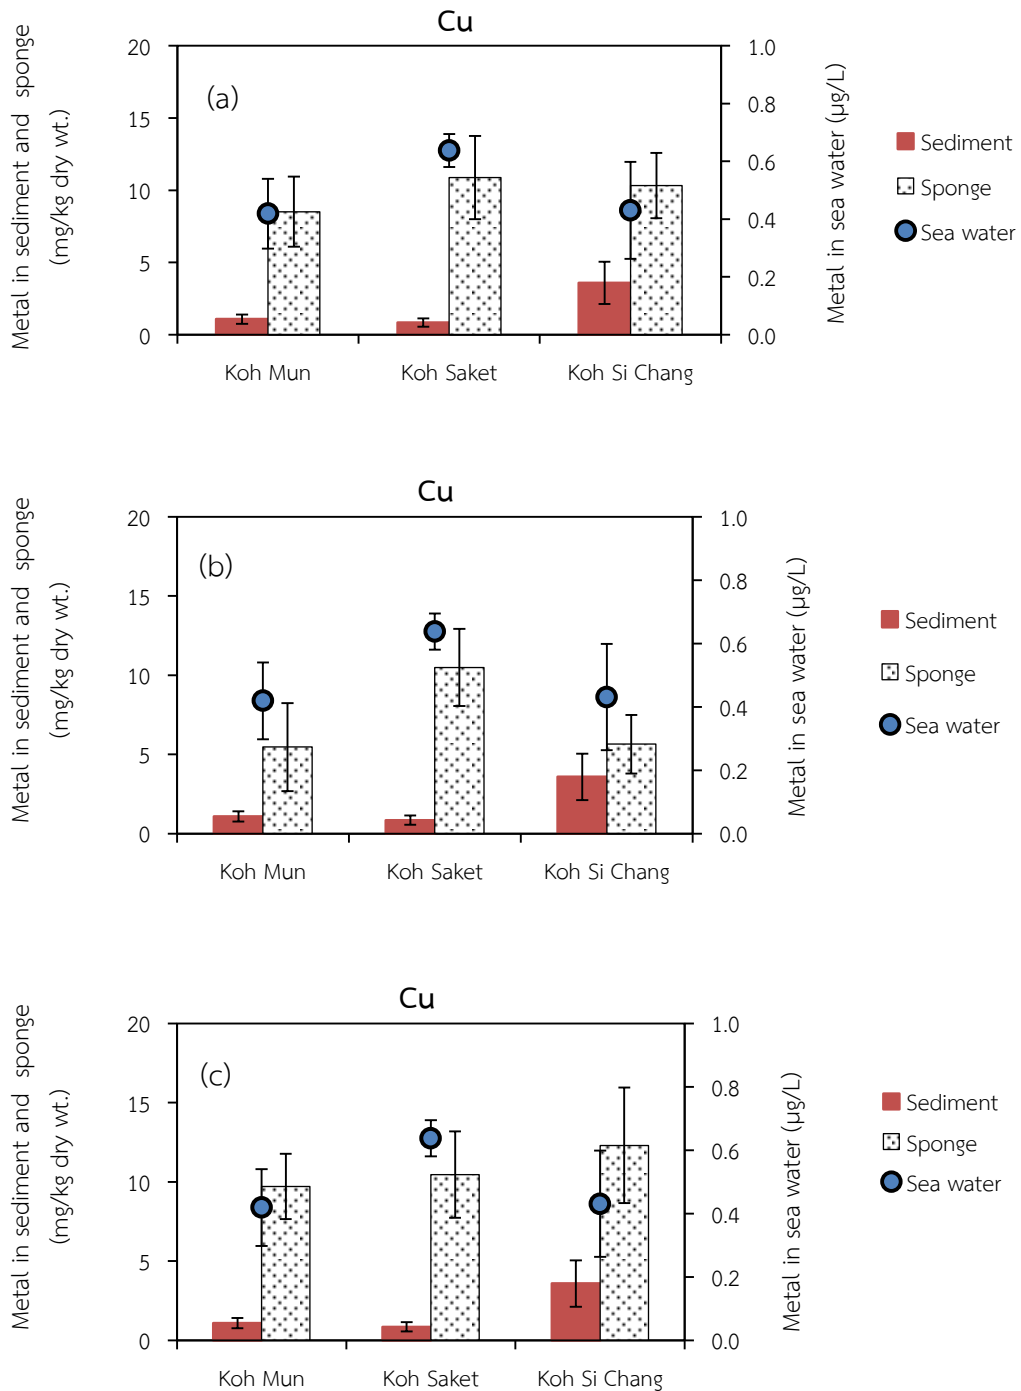 Cu
Metal in sediment and sponge
(mg/kg dry wt.)
20
15
10
5
0
(a)
1.0
0.8
0.6
0.4
0.2
0.0
Metal in sea water (µg/L)
Sediment
Sponge
Sea water
Koh Mun
Koh Saket
Koh Si Chang
Cu
Metal in sediment and sponge
(mg/kg dry wt.)
20
15
10
5
0
(b)
1.0
0.8
0.6
0.4
0.2
0.0
Metal in sea water (µg/L)
Sediment
Sponge
Sea water
Koh Mun
Koh Saket
Koh Si Chang
Cu
Metal in sediment and sponge
(mg/kg dry wt.)
20
15
10
5
0
(c)
1.0
0.8
0.6
0.4
0.2
0.0
Metal in sea water (µg/L)
Sediment
Sponge
Sea water
Koh Mun
Koh Saket
Koh Si Chang